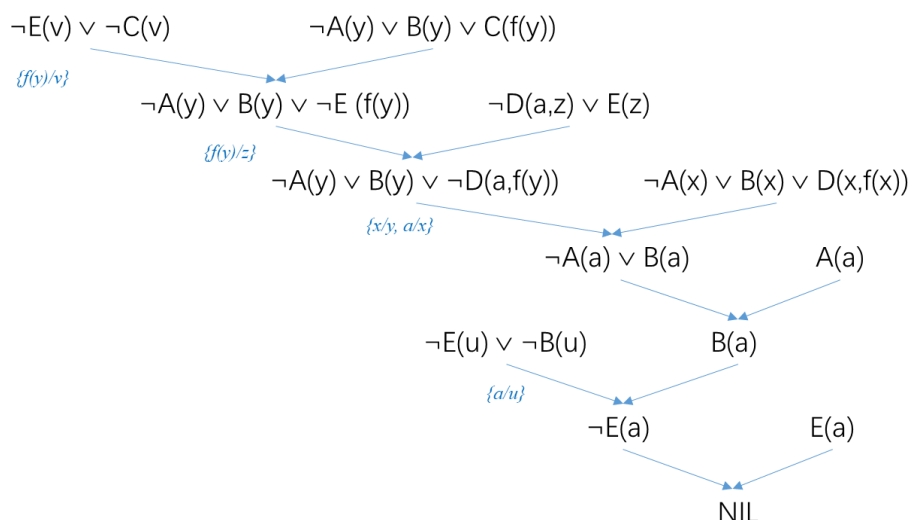 ¬E(v) ∨ ¬C(v) ¬A(y) ∨ B(y) ∨ C(f(y))
{f(y)/v}
¬A(y) ∨ B(y) ∨ ¬E (f(y)) ¬D(a,z) ∨ E(z)
{f(y)/z}
¬A(y) ∨ B(y) ∨ ¬D(a,f(y)) ¬A(x) ∨ B(x) ∨ D(x,f(x))
{x/y, a/x}
¬A(a) ∨ B(a) A(a)
¬E(u) ∨ ¬B(u) B(a)
{a/u}
¬E(a) E(a)
NIL